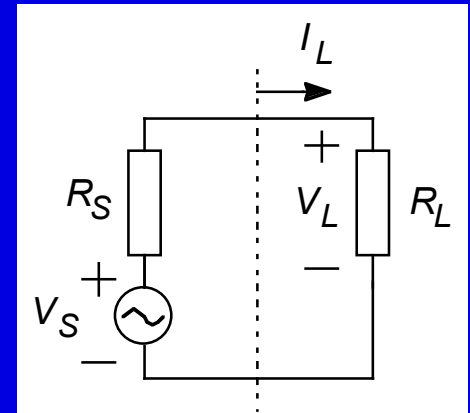 I_L
+
R_S
V_L
R_L
+
–
V_S
–